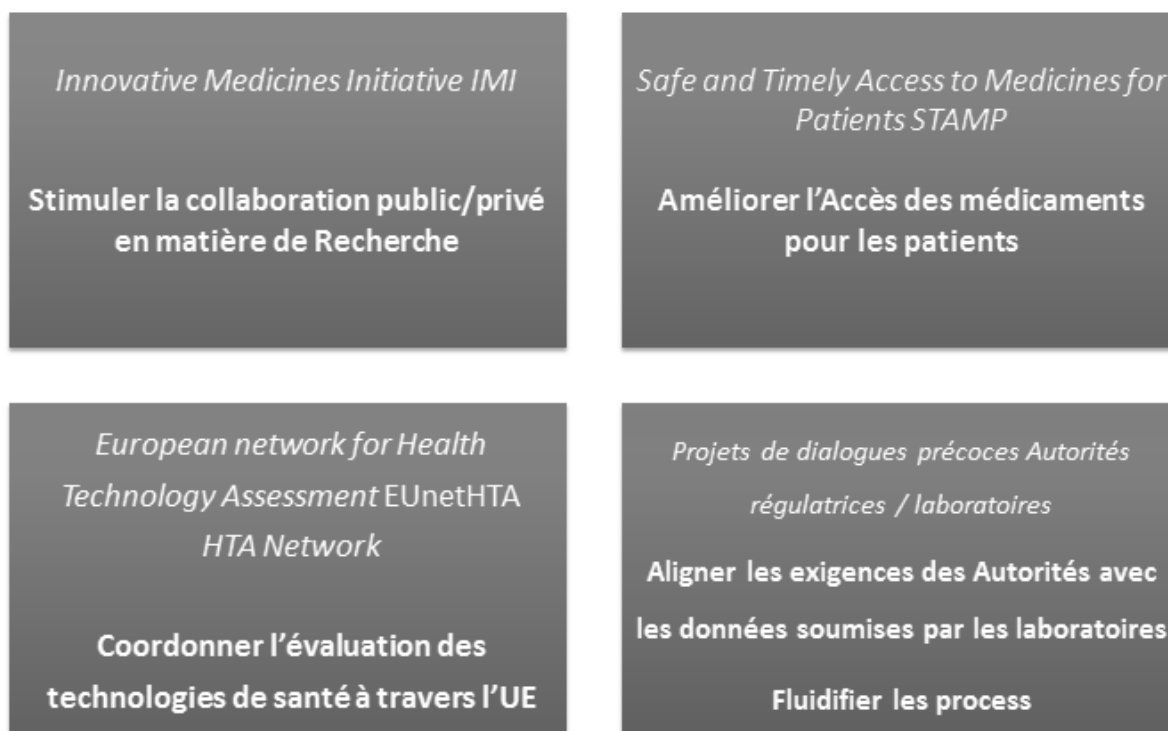 Innovative Medicines Initiative IMI
Stimuler la collaboration public/privé
en matière de Recherche
Safe and Timely Access to Medicines for
Patients STAMP
Améliorer l'Accès des médicaments
pour les patients
European network for Health
Technology Assessment EUnetHTA
HTA Network
Coordonner l'évaluation des
technologies de santé à travers l'UE
Projets de dialogues précoces Autorités
régulatrices / laboratoires
Aligner les exigences des Autorités avec
les données soumises par les laboratoires
Fluidifier les process